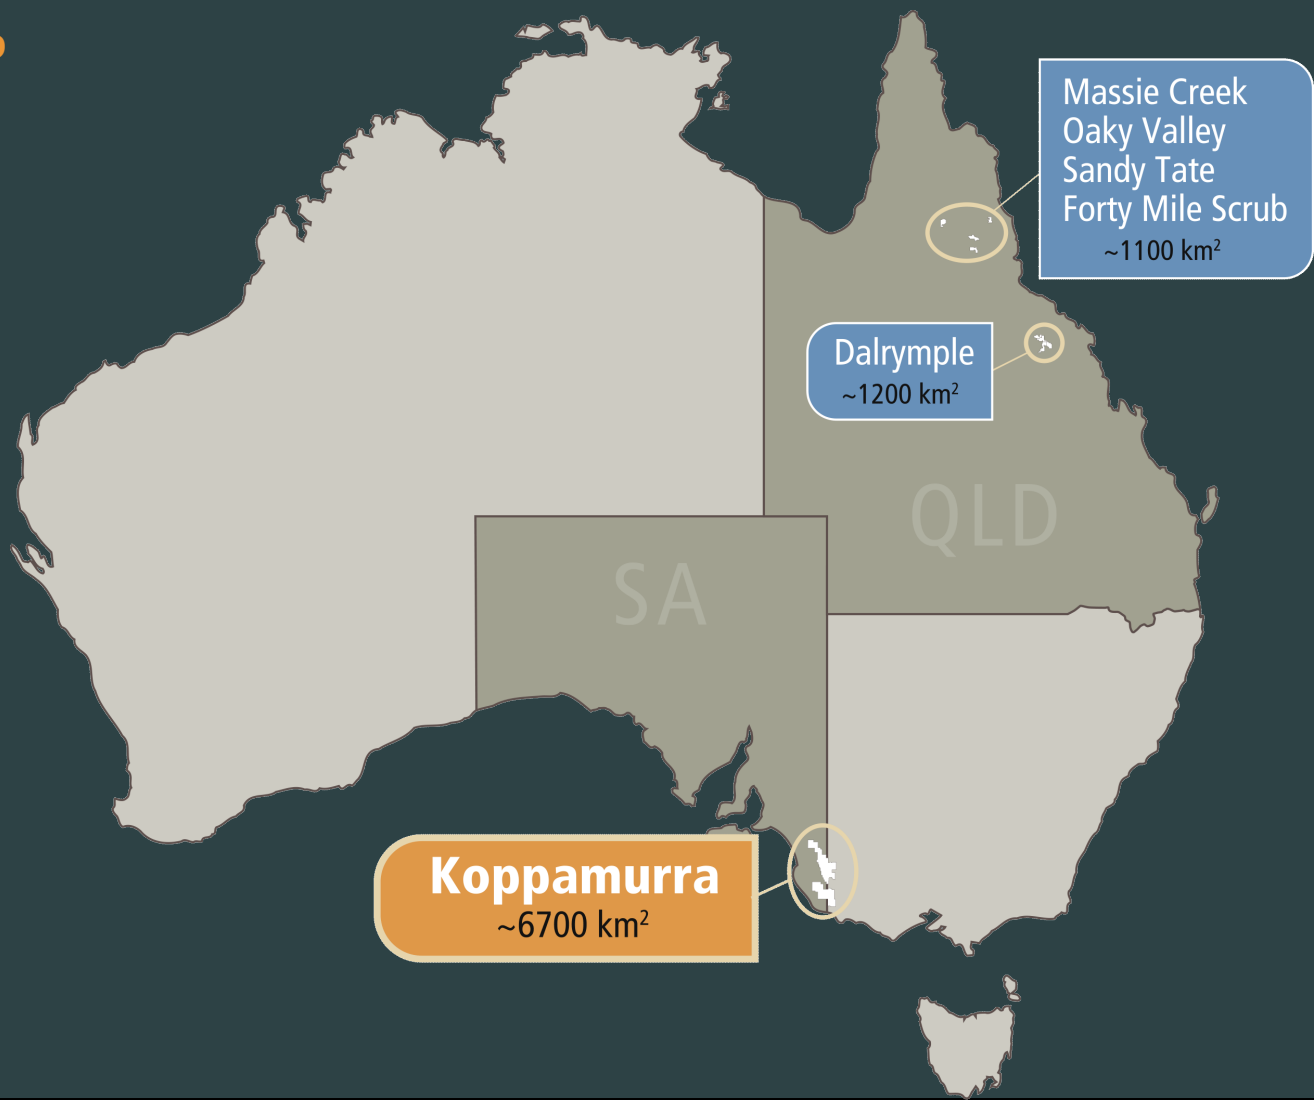 Massie Creek
Oaky Valley
Sandy Tate
Forty Mile Scrub
~1100 km²
Dalrymple
~1200 km²
QLD
SA
Koppamurra
~6700 km²